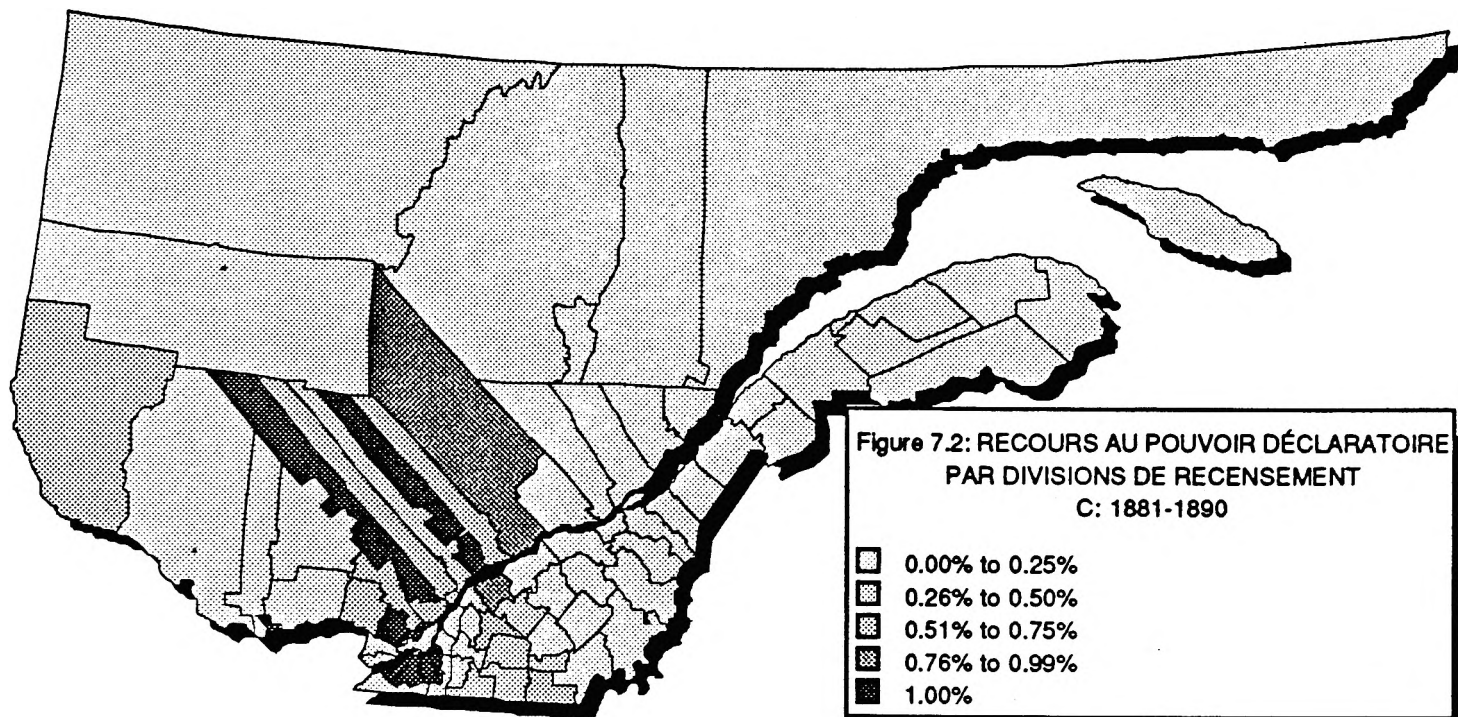 Figure 7.2: RECOURS AU POUVOIR DÉCLARATOIRE
PAR DIVISIONS DE RECENSEMENT
C: 1881-1890
0.00% to 0.25%
0.26% to 0.50%
0.51% to 0.75%
0.76% to 0.99%
1.00%